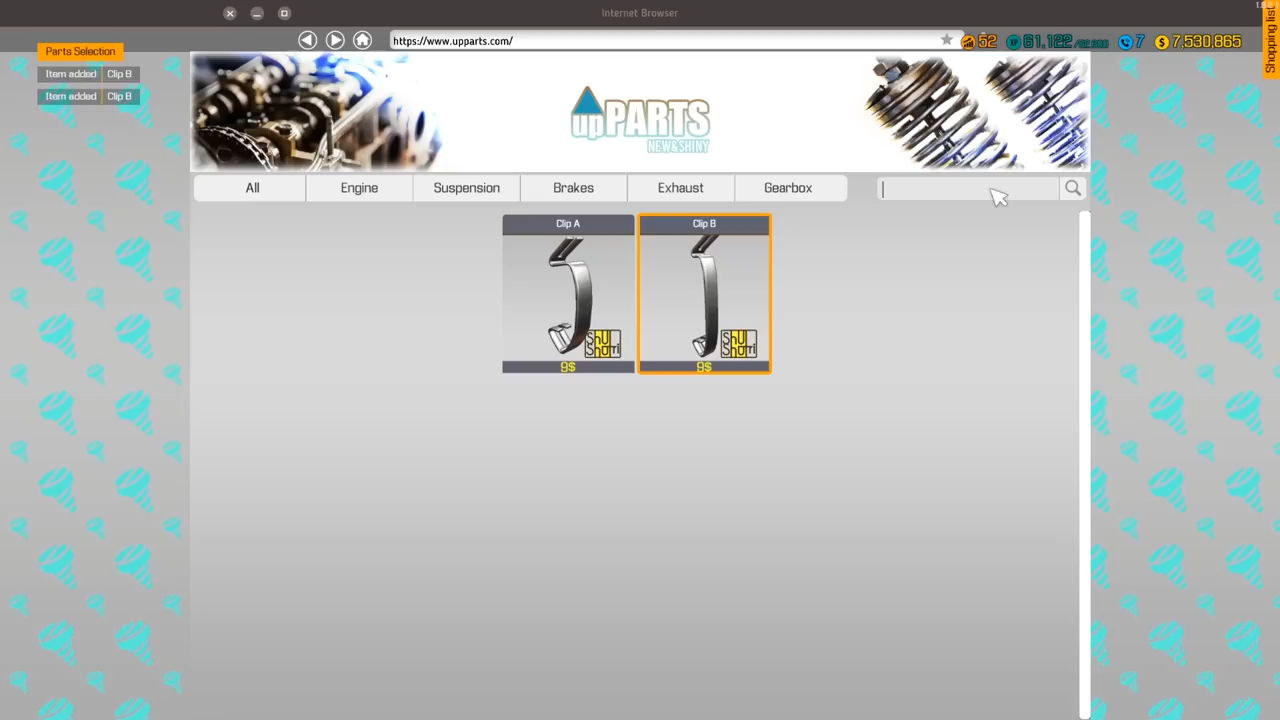 Internet Browser
https://www.upparts.com/
52
61,122
7
$ 7,530,865
Shopping list
Parts Selection
Item added Clip B
Item added Clip B
upPARTS
NEW&SHINY
All
Engine
Suspension
Brakes
Exhaust
Gearbox
Clip A
Clip B
9$
9$